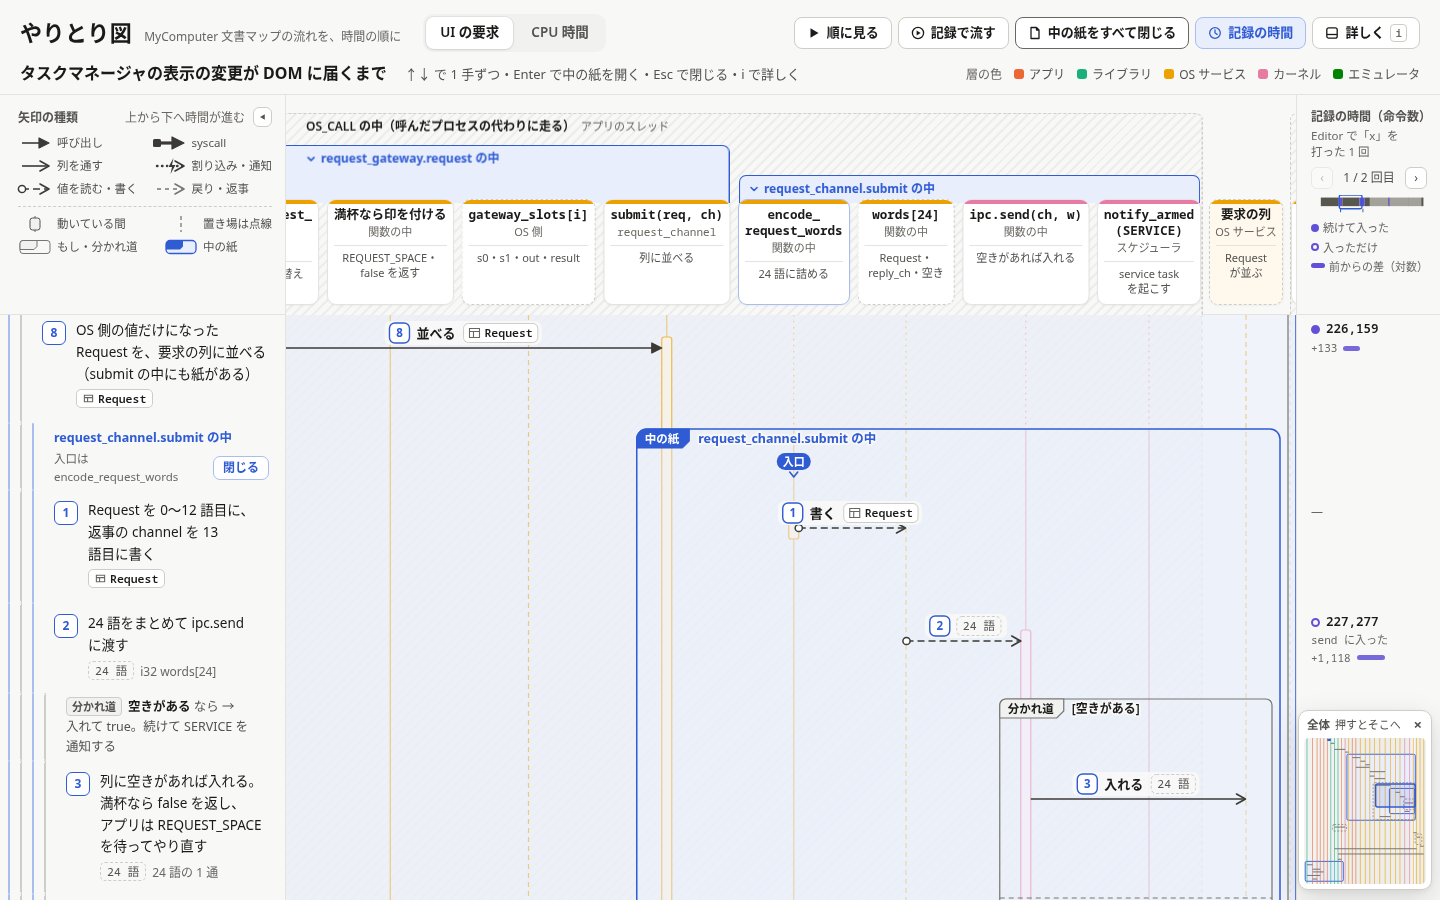 やりとり図 MyComputer 文書マップの流れを、時間の順に
UI の要求
CPU 時間
順に見る
記録で流す
中の紙をすべて閉じる
記録の時間
詳しく i
タスクマネージャの表示の変更が DOM に届くまで
↑↓ で 1 手ずつ・Enter で中の紙を開く・Esc で閉じる・i で詳しく
層の色 アプリ ライブラリ OS サービス カーネル エミュレータ
矢印の種類 上から下へ時間が進む
呼び出し syscall
列を通す 割り込み・通知
値を読む・書く 戻り・返事
動いている間 置き場は点線
もし・分かれ道 中の紙
OS_CALL の中（呼んだプロセスの代わりに走る） アプリのスレッド
request_gateway.request の中
request_channel.submit の中
est_
替え
満杯なら印を付ける
関数の中
REQUEST_SPACE・
false を返す
gateway_slots[i]
OS 側
s0・s1・out・result
submit(req, ch)
request_channel
列に並べる
encode_
request_words
関数の中
24 語に詰める
words[24]
関数の中
Request・
reply_ch・空き
ipc.send(ch, w)
関数の中
空きがあれば入れる
notify_armed
(SERVICE)
スケジューラ
service task
を起こす
要求の列
OS サービス
Request
が並ぶ
記録の時間（命令数）
Editor で「x」を
打った 1 回
‹ 1 / 2 回目 ›
続けて入った
入っただけ
前からの差（対数）
8 OS 側の値だけになった
Request を、要求の列に並べる
（submit の中にも紙がある）
Request
request_channel.submit の中
入口は
encode_request_words
閉じる
1 Request を 0〜12 語目に、
返事の channel を 13
語目に書く
Request
2 24 語をまとめて ipc.send
に渡す
24 語 i32 words[24]
分かれ道 空きがある なら →
入れて true。続けて SERVICE を
通知する
3 列に空きがあれば入れる。
満杯なら false を返し、
アプリは REQUEST_SPACE
を待ってやり直す
24 語 24 語の 1 通
8 並べる Request
中の紙 request_channel.submit の中
入口
1 書く Request
2 24 語
分かれ道 [空きがある]
3 入れる 24 語
226,159
+133
—
227,277
send に入った
+1,118
全体 押すとそこへ ×